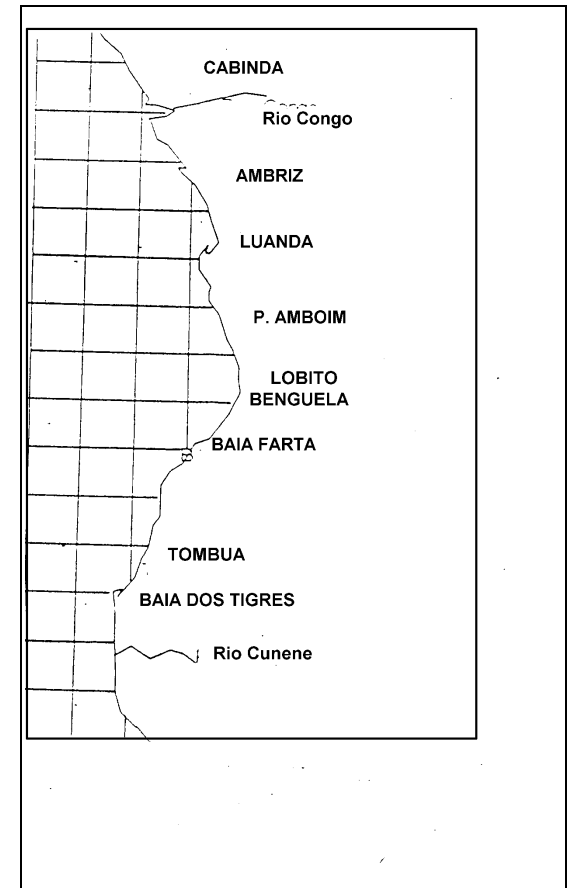 CABINDA
Rio Congo
AMBRIZ
LUANDA
P. AMBOIM
LOBITO
BENGUELA
BAIA FARTA
TOMBUA
BAIA DOS TIGRES
Rio Cunene